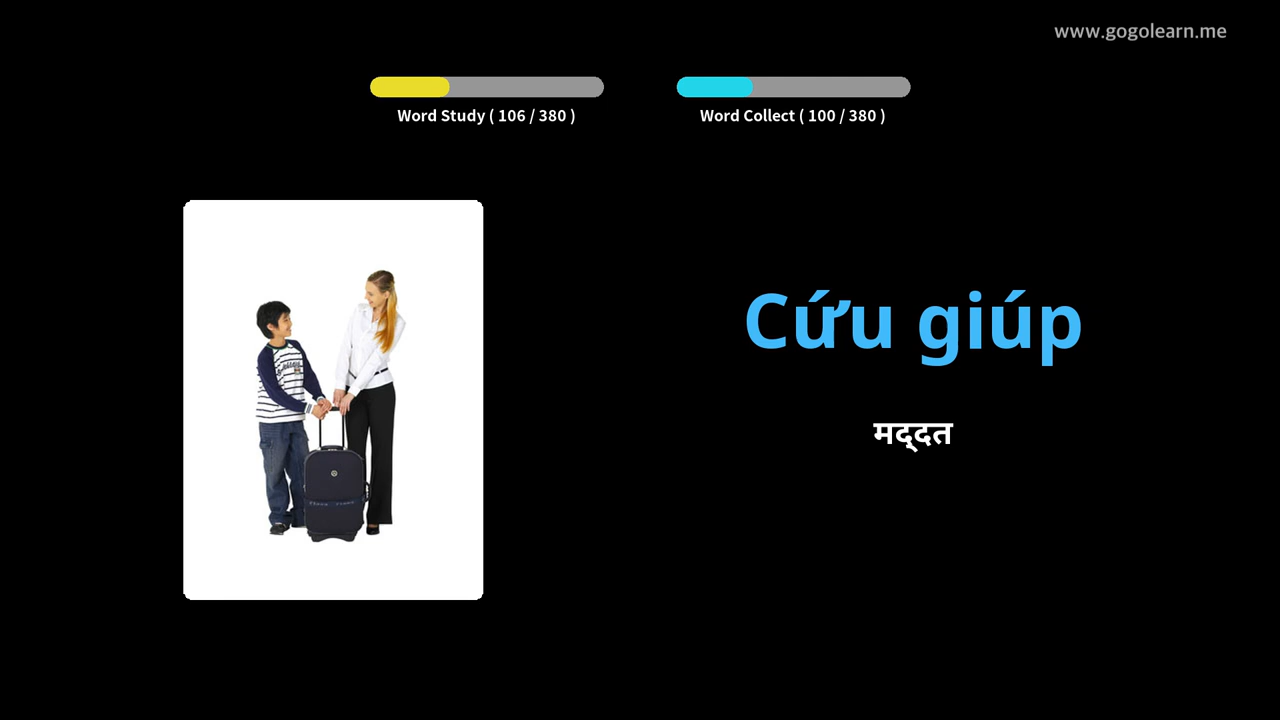 www.gogolearn.me
Word Study ( 106 / 380 )
Word Collect ( 100 / 380 )
Cứu giúp
मद्दत